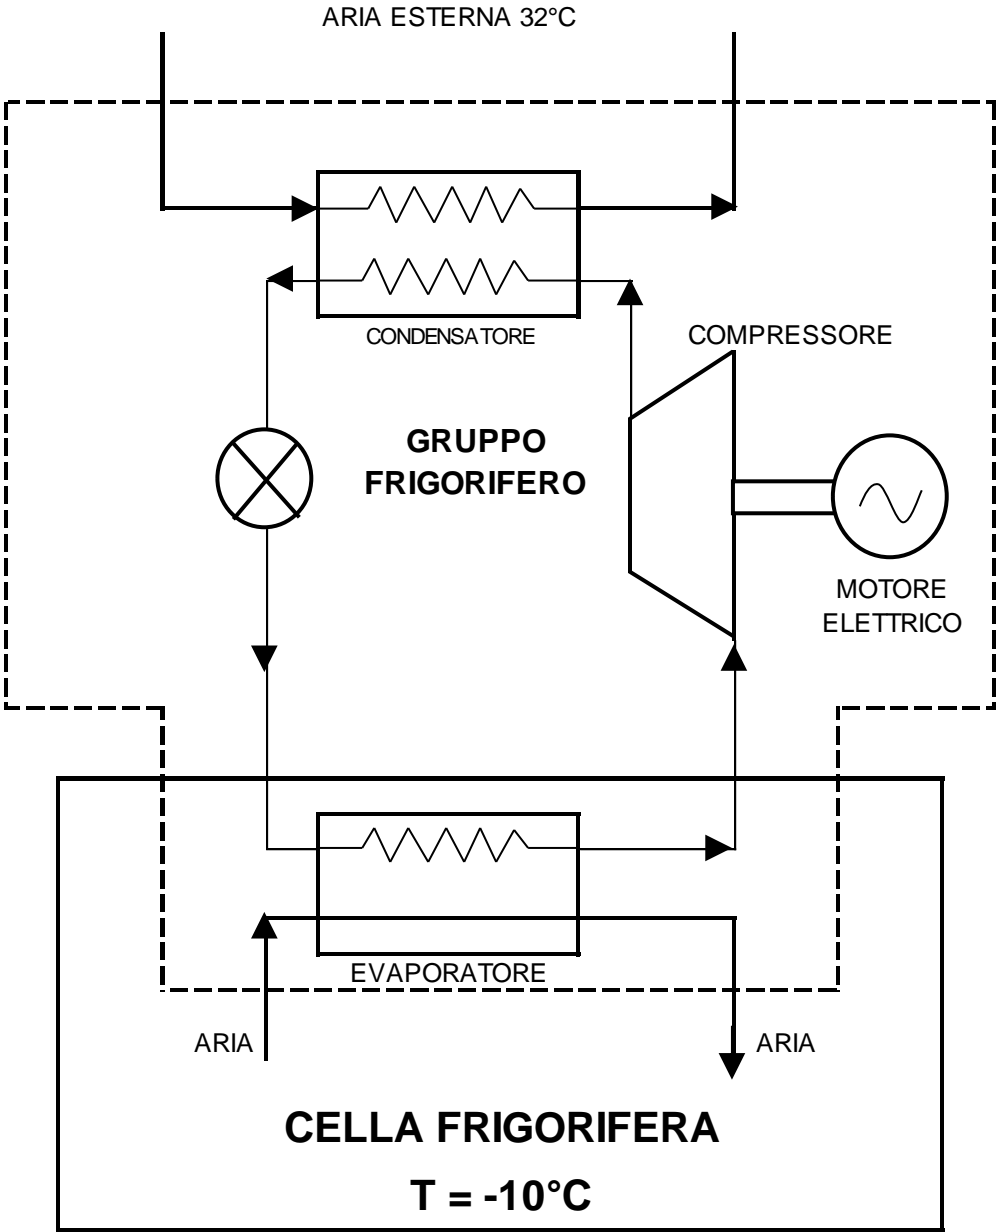 ARIA ESTERNA 32°C
CONDENSATORE
COMPRESSORE
GRUPPO
FRIGORIFERO
MOTORE
ELETTRICO
EVAPORATORE
ARIA
ARIA
CELLA FRIGORIFERA
T = -10°C